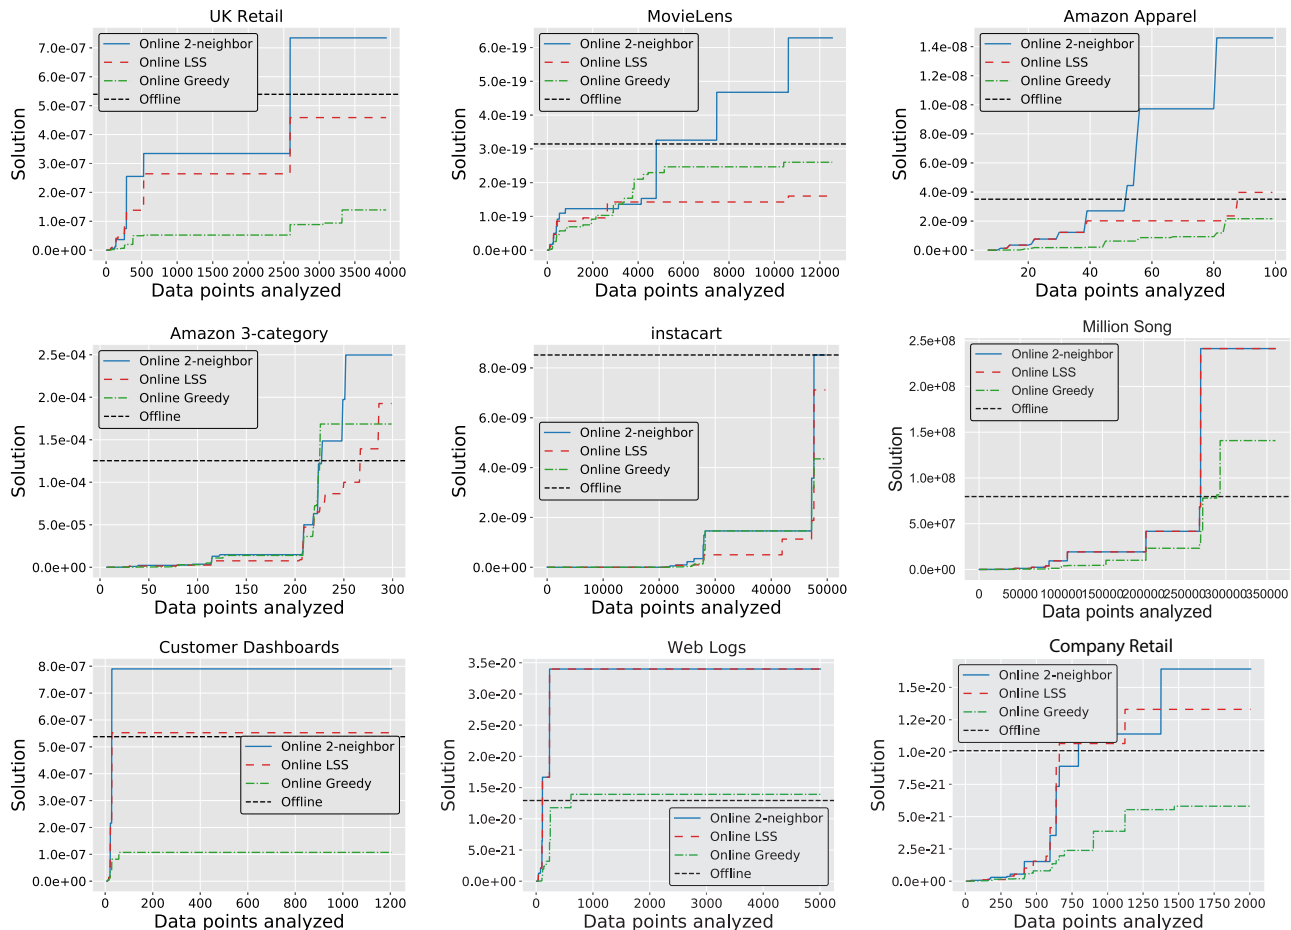 UK Retail
Solution
7.0e-07
6.0e-07
5.0e-07
4.0e-07
3.0e-07
2.0e-07
1.0e-07
0.0e+00
Online 2-neighbor
Online LSS
Online Greedy
Offline
0 500 1000 1500 2000 2500 3000 3500 4000
Data points analyzed
MovieLens
Solution
6.0e-19
5.0e-19
4.0e-19
3.0e-19
2.0e-19
1.0e-19
0.0e+00
Online 2-neighbor
Online LSS
Online Greedy
Offline
0 2000 4000 6000 8000 10000 12000
Data points analyzed
Amazon Apparel
Solution
1.4e-08
1.2e-08
1.0e-08
8.0e-09
6.0e-09
4.0e-09
2.0e-09
0.0e+00
Online 2-neighbor
Online LSS
Online Greedy
Offline
20 40 60 80 100
Data points analyzed
Amazon 3-category
Solution
2.5e-04
2.0e-04
1.5e-04
1.0e-04
5.0e-05
0.0e+00
Online 2-neighbor
Online LSS
Online Greedy
Offline
0 50 100 150 200 250 300
Data points analyzed
instacart
Solution
8.0e-09
6.0e-09
4.0e-09
2.0e-09
0.0e+00
Online 2-neighbor
Online LSS
Online Greedy
Offline
0 10000 20000 30000 40000 50000
Data points analyzed
Million Song
Solution
2.5e+08
2.0e+08
1.5e+08
1.0e+08
5.0e+07
0.0e+00
Online 2-neighbor
Online LSS
Online Greedy
Offline
0 50000 100000 150000 200000 250000 300000 350000
Data points analyzed
Customer Dashboards
Solution
8.0e-07
7.0e-07
6.0e-07
5.0e-07
4.0e-07
3.0e-07
2.0e-07
1.0e-07
0.0e+00
Online 2-neighbor
Online LSS
Online Greedy
Offline
0 200 400 600 800 1000 1200
Data points analyzed
Web Logs
Solution
3.5e-20
3.0e-20
2.5e-20
2.0e-20
1.5e-20
1.0e-20
5.0e-21
0.0e+00
Online 2-neighbor
Online LSS
Online Greedy
Offline
0 1000 2000 3000 4000 5000
Data points analyzed
Company Retail
Solution
1.5e-20
1.2e-20
1.0e-20
7.5e-21
5.0e-21
2.5e-21
0.0e+00
Online 2-neighbor
Online LSS
Online Greedy
Offline
0 250 500 750 1000 1250 1500 1750 2000
Data points analyzed